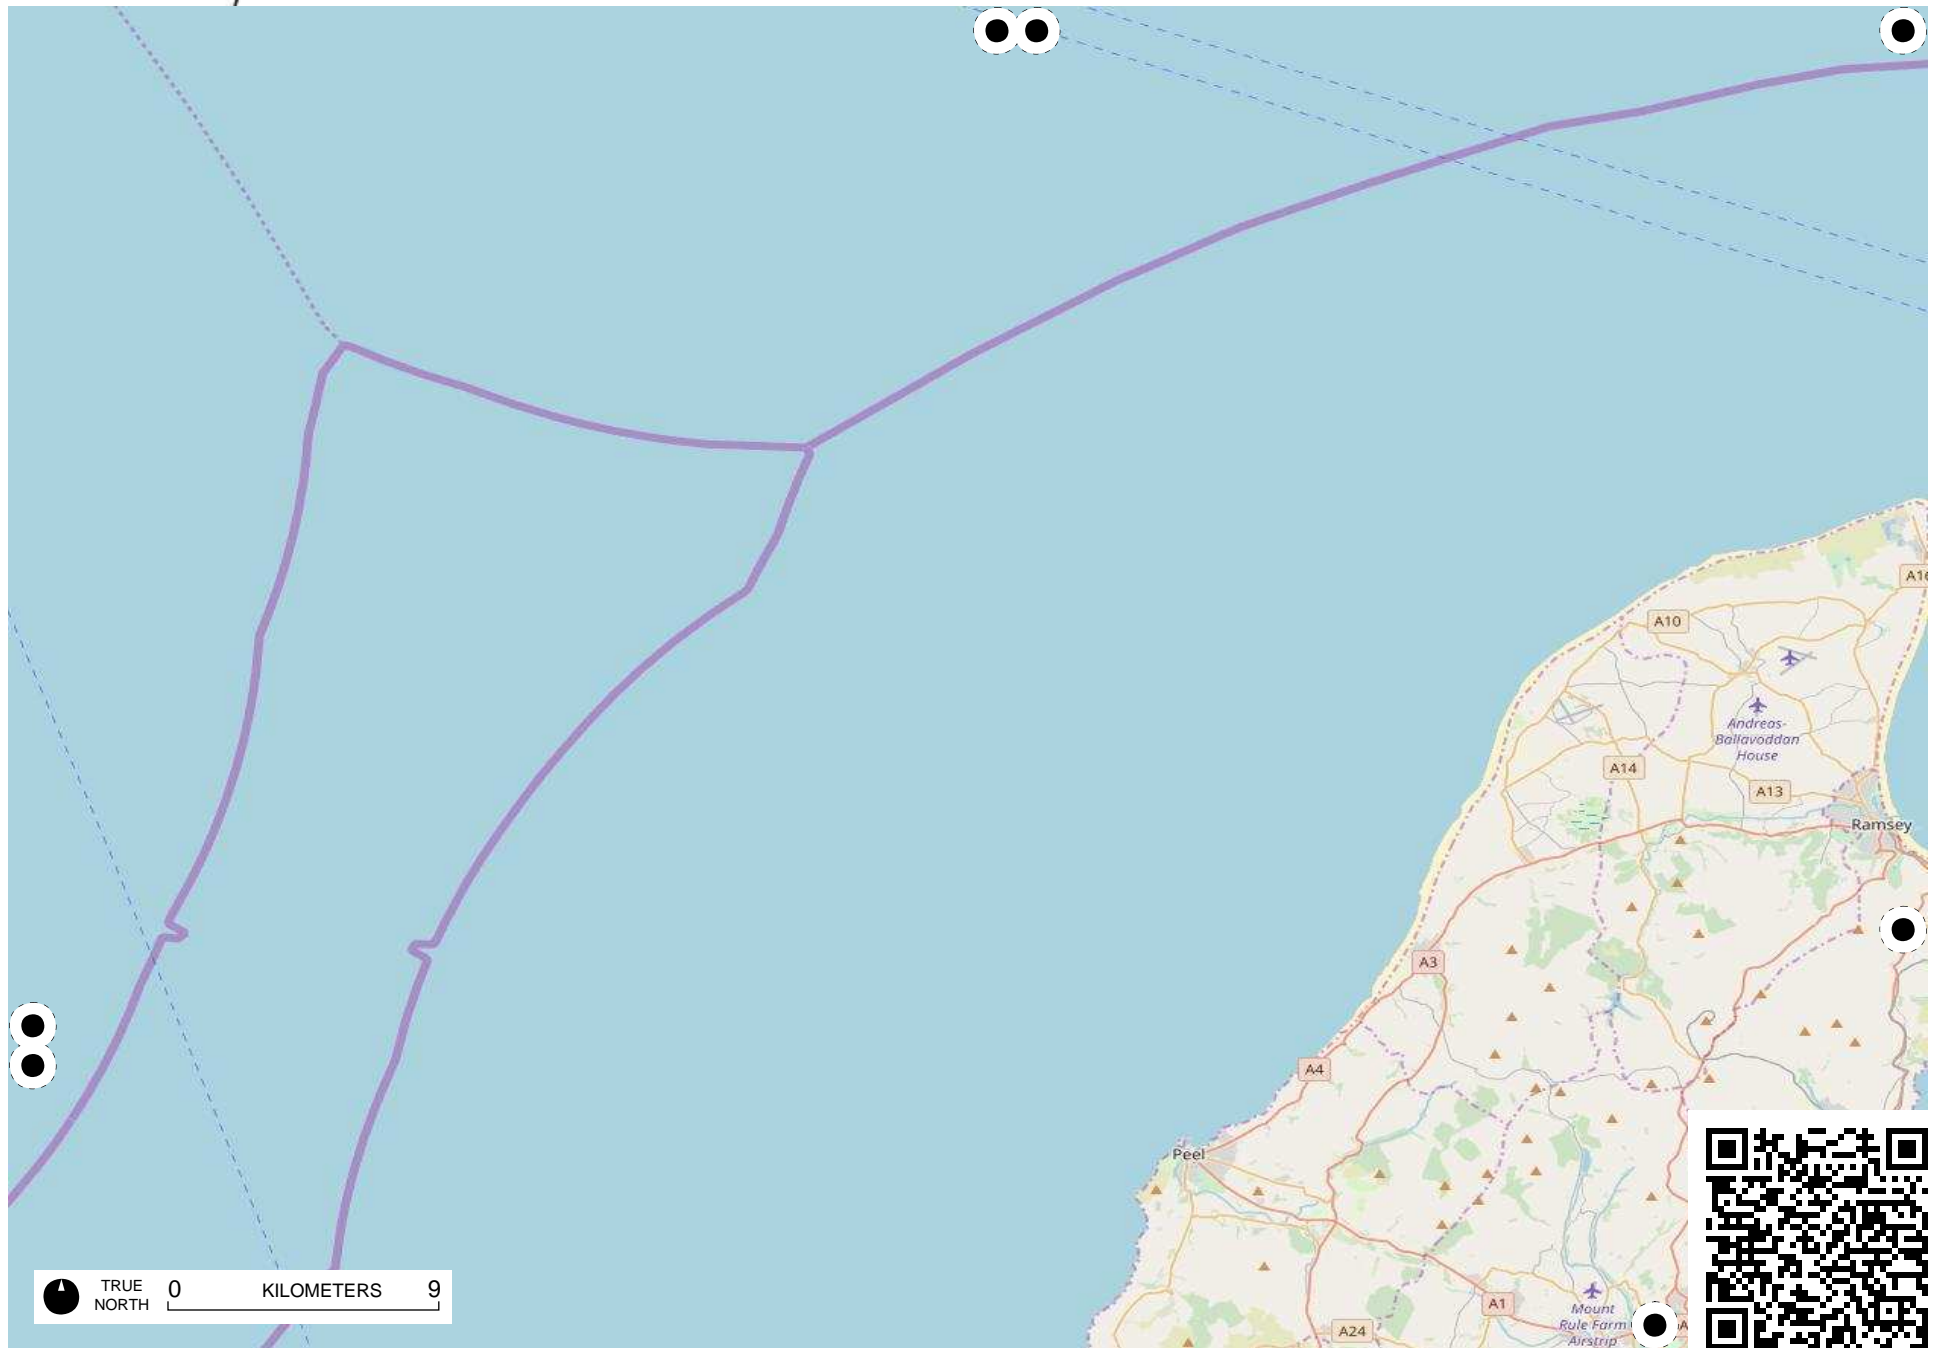 A16
A10
Andreas-
Ballavoddan
House
A14
A13
Ramsey
A3
A4
Peel
TRUE
NORTH
0 KILOMETERS 9
A1
Mount
Rule Farm
Airstrip
A24